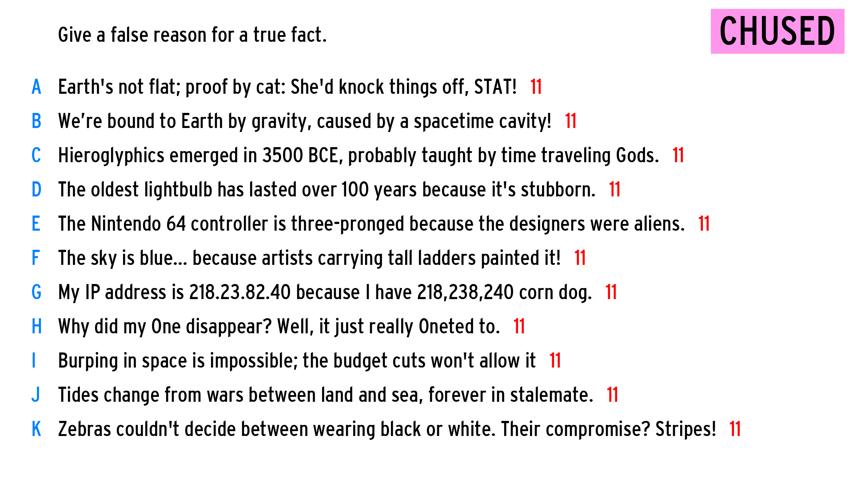 Give a false reason for a true fact.
CHUSED
A Earth's not flat; proof by cat: She'd knock things off, STAT! 11
B We’re bound to Earth by gravity, caused by a spacetime cavity! 11
C Hieroglyphics emerged in 3500 BCE, probably taught by time traveling Gods. 11
D The oldest lightbulb has lasted over 100 years because it's stubborn. 11
E The Nintendo 64 controller is three-pronged because the designers were aliens. 11
F The sky is blue... because artists carrying tall ladders painted it! 11
G My IP address is 218.23.82.40 because I have 218,238,240 corn dog. 11
H Why did my One disappear? Well, it just really Oneted to. 11
I Burping in space is impossible; the budget cuts won't allow it 11
J Tides change from wars between land and sea, forever in stalemate. 11
K Zebras couldn't decide between wearing black or white. Their compromise? Stripes! 11